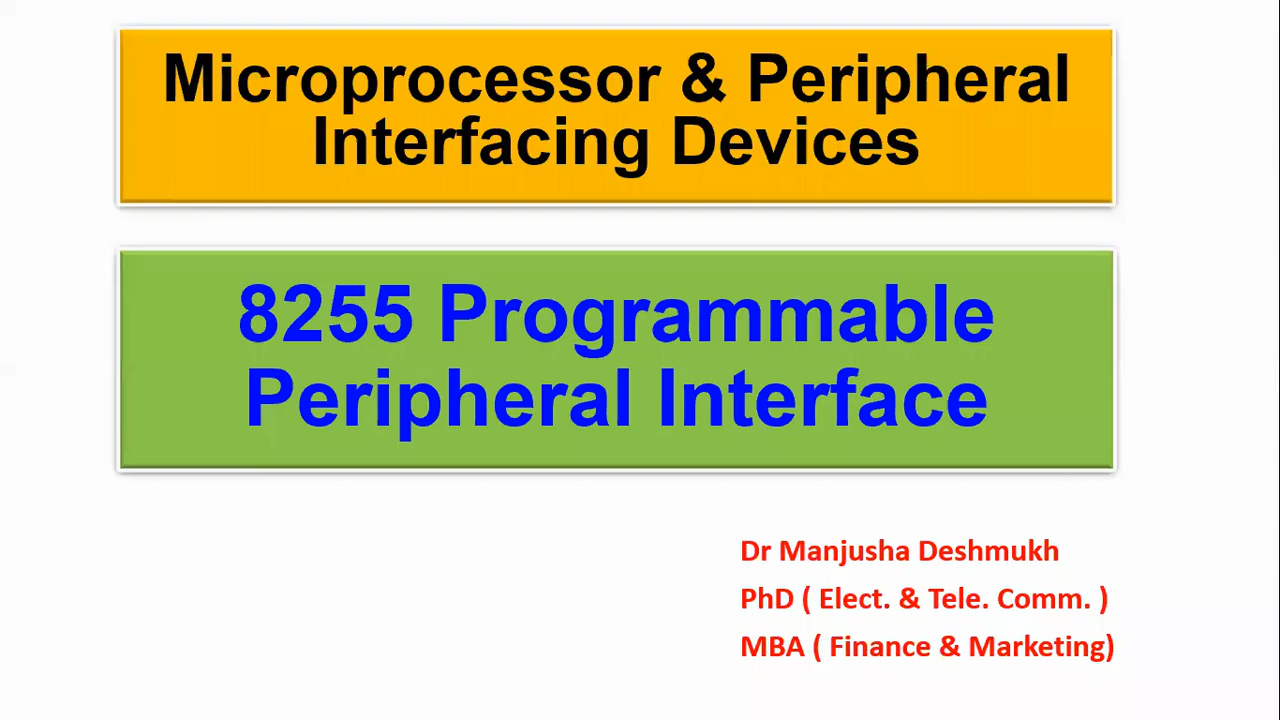 Microprocessor & Peripheral
Interfacing Devices
8255 Programmable
Peripheral Interface
Dr Manjusha Deshmukh
PhD ( Elect. & Tele. Comm. )
MBA ( Finance & Marketing)